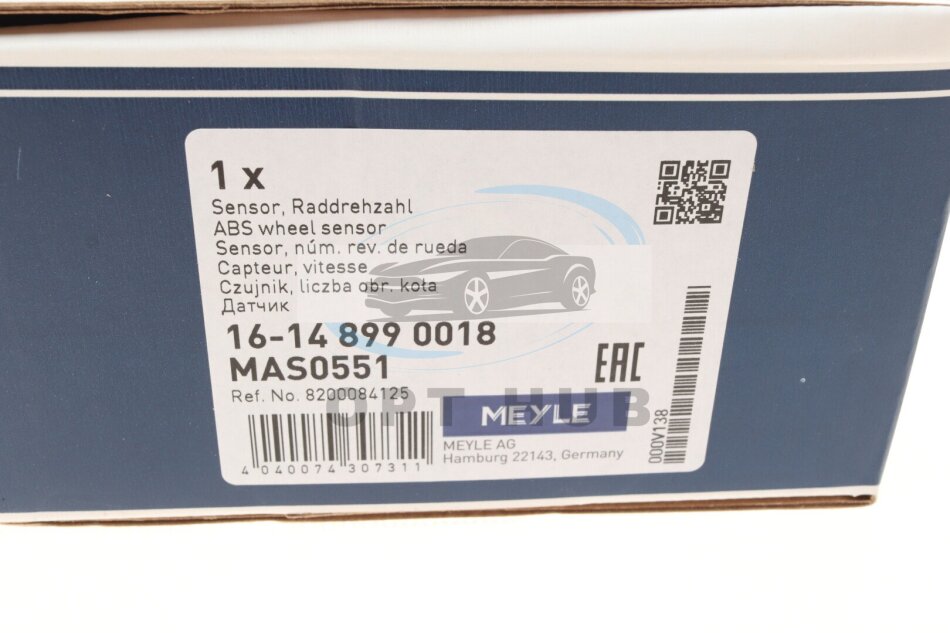 1 x
Sensor, Raddrehzahl
ABS wheel sensor
Sensor, núm. rev. de rueda
Capteur, vitesse
Czujnik, liczba obr. koła
Датчик
16-14 899 0018
MAS0551
EAC
Ref. No. 8200084125
OPT HUB
MEYLE
MEYLE AG
Hamburg 22143, Germany
4 040074 307311
000V138